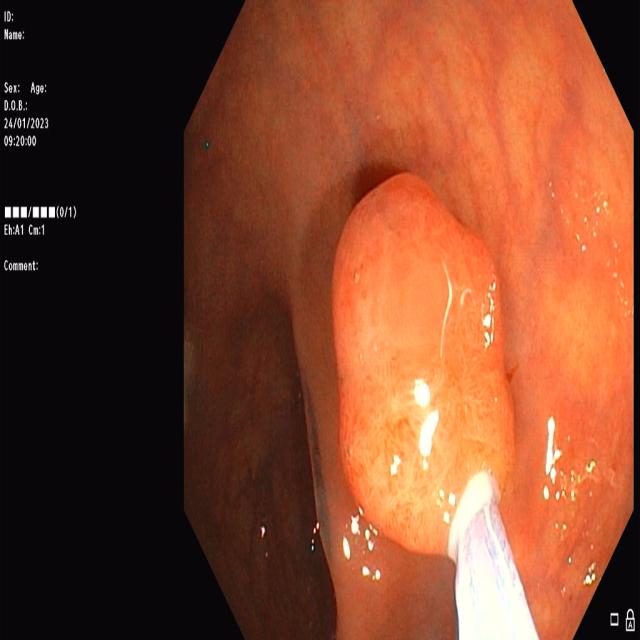 ID:
Name:
Sex: Age:
D.O.B.:
24/01/2023
09:20:00
■■■/■■■(0/1)
Eh:A1 Cm:1
Comment:
A